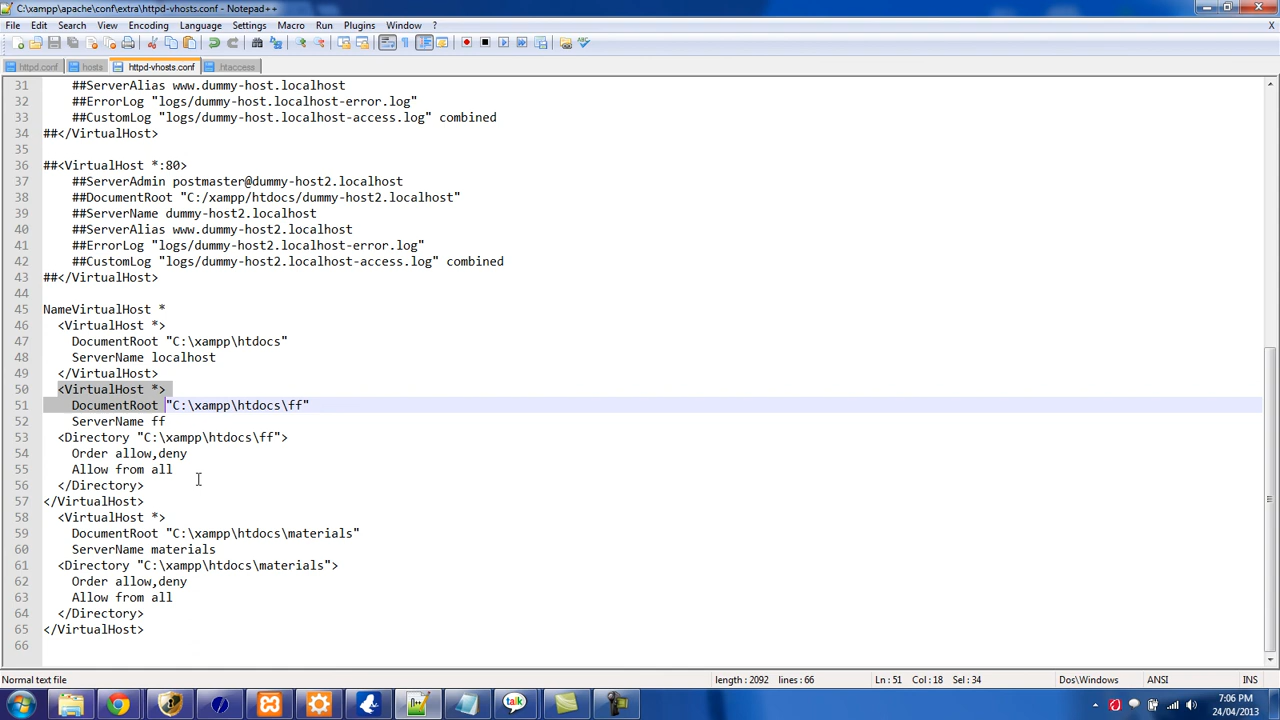 C:\xampp\apache\conf\extra\httpd-vhosts.conf - Notepad++
File Edit Search View Encoding Language Settings Macro Run Plugins Window ?
httpd.conf hosts httpd-vhosts.conf .htaccess
31 ##ServerAlias www.dummy-host.localhost
32 ##ErrorLog "logs/dummy-host.localhost-error.log"
33 ##CustomLog "logs/dummy-host.localhost-access.log" combined
34 ##</VirtualHost>
35
36 ##<VirtualHost *:80>
37 ##ServerAdmin postmaster@dummy-host2.localhost
38 ##DocumentRoot "C:/xampp/htdocs/dummy-host2.localhost"
39 ##ServerName dummy-host2.localhost
40 ##ServerAlias www.dummy-host2.localhost
41 ##ErrorLog "logs/dummy-host2.localhost-error.log"
42 ##CustomLog "logs/dummy-host2.localhost-access.log" combined
43 ##</VirtualHost>
44
45 NameVirtualHost *
46 <VirtualHost *>
47 DocumentRoot "C:\xampp\htdocs"
48 ServerName localhost
49 </VirtualHost>
50 <VirtualHost *>
51 DocumentRoot "C:\xampp\htdocs\ff"
52 ServerName ff
53 <Directory "C:\xampp\htdocs\ff">
54 Order allow,deny
55 Allow from all
56 </Directory>
57 </VirtualHost>
58 <VirtualHost *>
59 DocumentRoot "C:\xampp\htdocs\materials"
60 ServerName materials
61 <Directory "C:\xampp\htdocs\materials">
62 Order allow,deny
63 Allow from all
64 </Directory>
65 </VirtualHost>
66
Normal text file length : 2092 lines : 66 Ln : 51 Col : 18 Sel : 34 Dos\Windows ANSI INS
talk
7:06 PM
24/04/2013